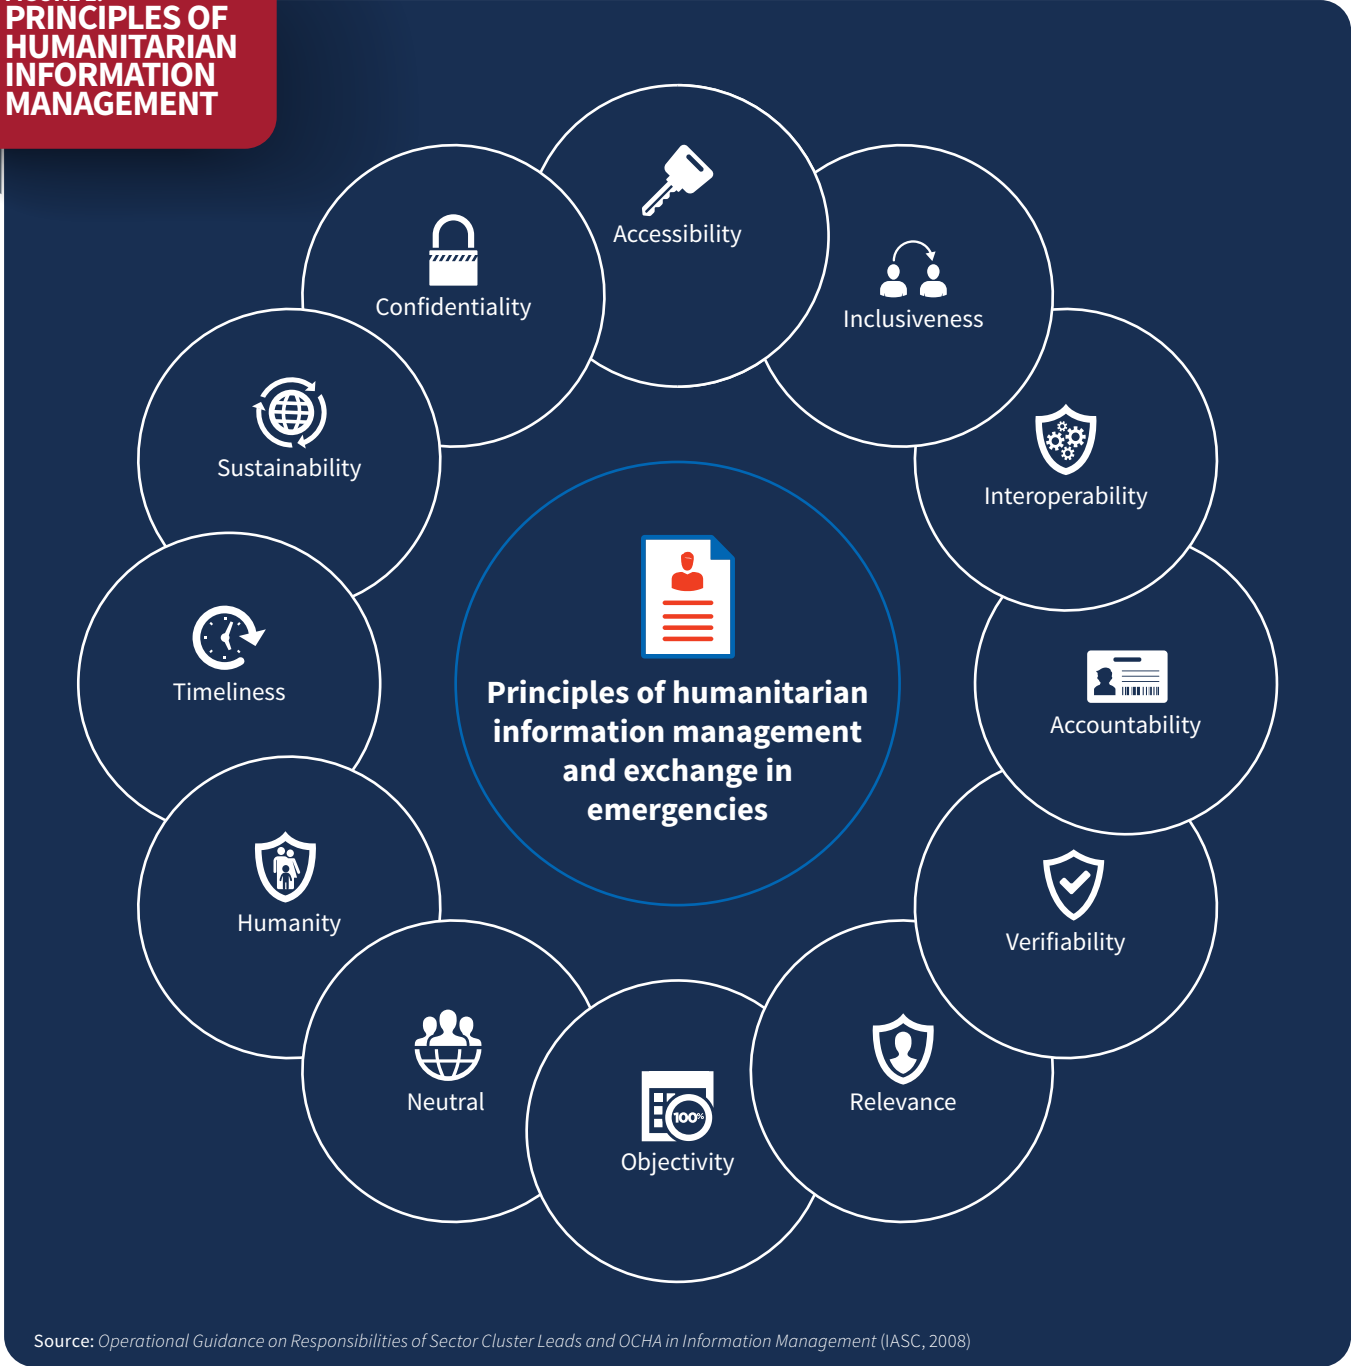 PRINCIPLES OF
HUMANITARIAN
INFORMATION
MANAGEMENT
Accessibility
Inclusiveness
Interoperability
Accountability
Verifiability
Relevance
Objectivity
100%
Neutral
Humanity
Timeliness
Sustainability
Confidentiality
Principles of humanitarian
information management
and exchange in
emergencies
Source: Operational Guidance on Responsibilities of Sector Cluster Leads and OCHA in Information Management (IASC, 2008)